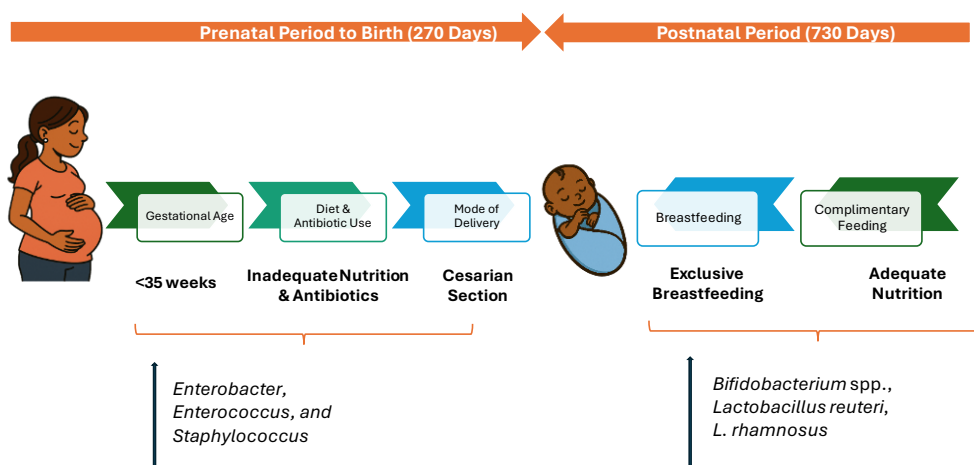 Prenatal Period to Birth (270 Days)
Postnatal Period (730 Days)
Gestational Age
Diet &
Antibiotic Use
Mode of
Delivery
Breastfeeding
Complimentary
Feeding
<35 weeks
Inadequate Nutrition
& Antibiotics
Cesarian
Section
Exclusive
Breastfeeding
Adequate
Nutrition
Enterobacter,
Enterococcus, and
Staphylococcus
Bifidobacterium spp.,
Lactobacillus reuteri,
L. rhamnosus